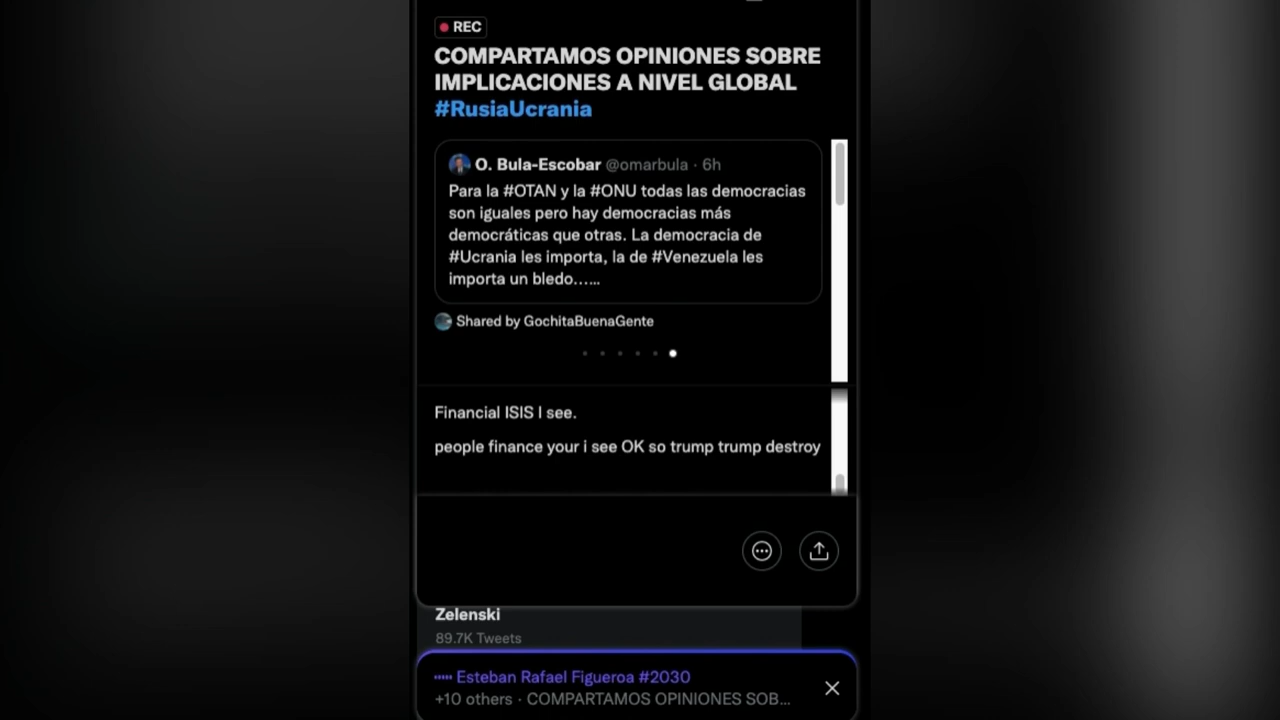 REC
COMPARTAMOS OPINIONES SOBRE
IMPLICACIONES A NIVEL GLOBAL
#RusiaUcrania
O. Bula-Escobar @omarbula · 6h
Para la #OTAN y la #ONU todas las democracias
son iguales pero hay democracias más
democráticas que otras. La democracia de
#Ucrania les importa, la de #Venezuela les
importa un bledo......
Shared by GochitaBuenaGente
Financial ISIS I see.
people finance your i see OK so trump trump destroy
Zelenski
89.7K Tweets
Esteban Rafael Figueroa #2030
+10 others · COMPARTAMOS OPINIONES SOB...